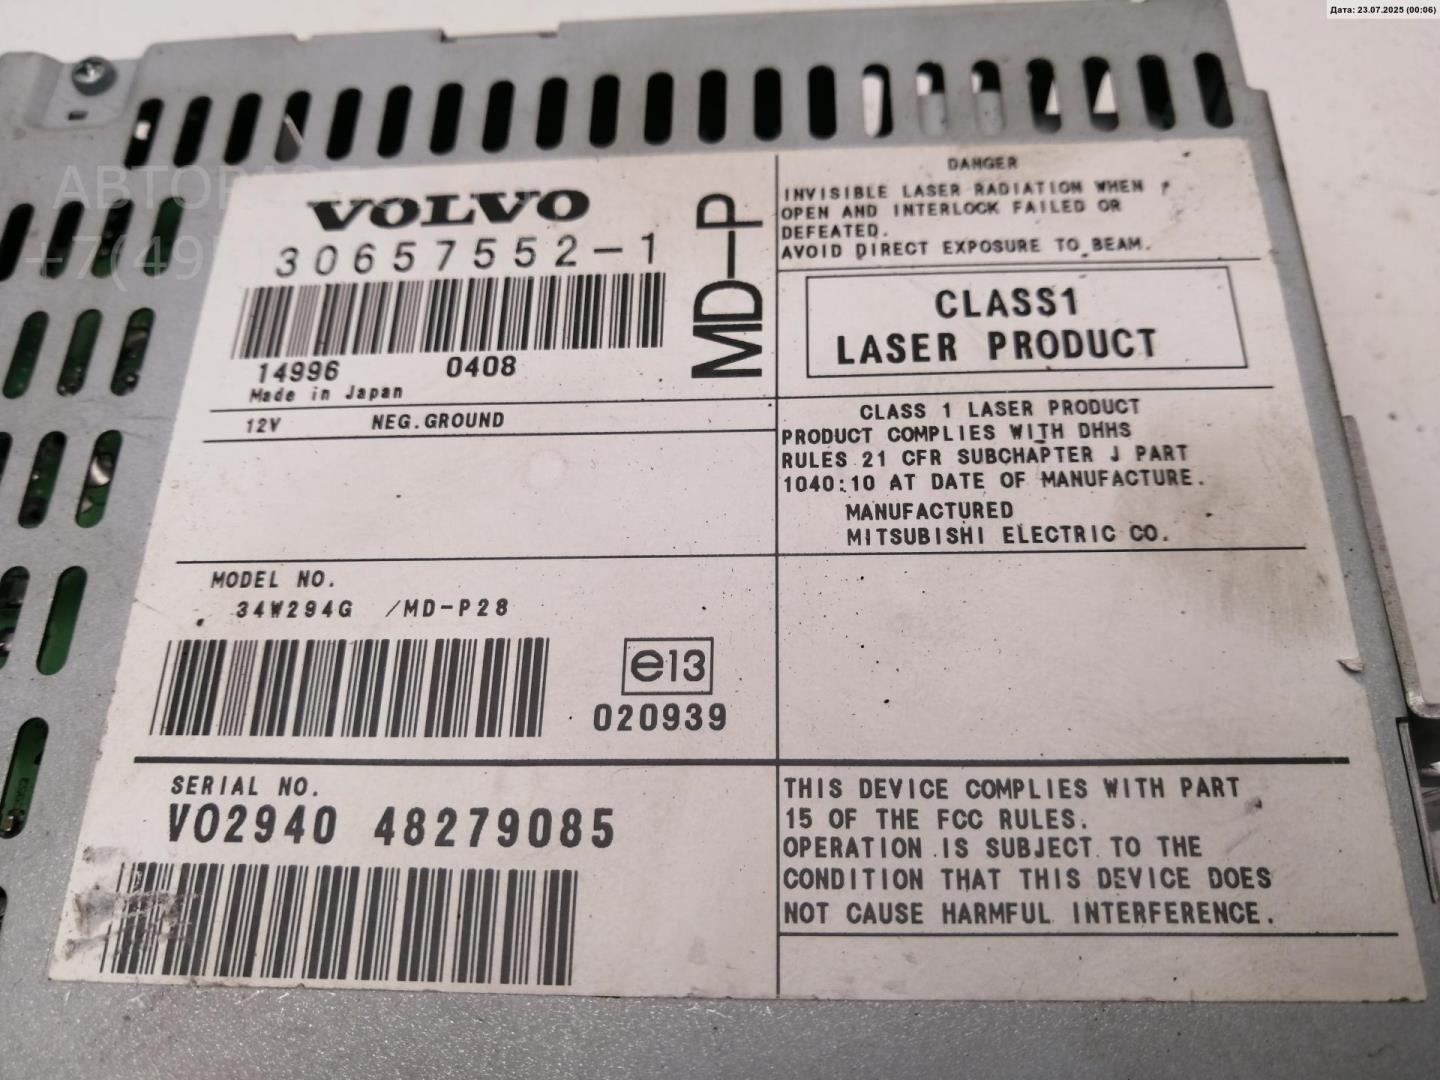 Дата: 23.07.2025 (00:06)
VOLVO
30657552-1
14996 0408
Made in Japan
MD-P
12V NEG.GROUND
MODEL NO.
34W294G /MD-P28
e13
020939
SERIAL NO.
VO2940 48279085
DANGER
INVISIBLE LASER RADIATION WHEN
OPEN AND INTERLOCK FAILED OR
DEFEATED.
AVOID DIRECT EXPOSURE TO BEAM.
CLASS1
LASER PRODUCT
CLASS 1 LASER PRODUCT
PRODUCT COMPLIES WITH DHHS
RULES 21 CFR SUBCHAPTER J PART
1040:10 AT DATE OF MANUFACTURE.
MANUFACTURED
MITSUBISHI ELECTRIC CO.
THIS DEVICE COMPLIES WITH PART
15 OF THE FCC RULES.
OPERATION IS SUBJECT TO THE
CONDITION THAT THIS DEVICE DOES
NOT CAUSE HARMFUL INTERFERENCE.